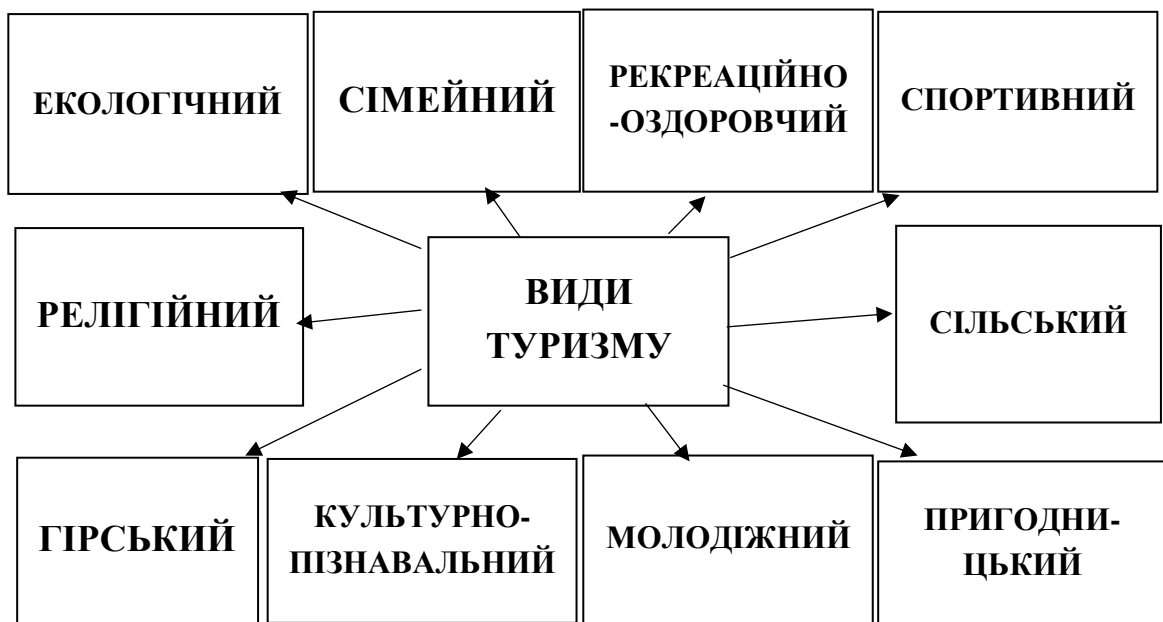 ЕКОЛОГІЧНИЙ
СІМЕЙНИЙ
РЕКРЕАЦІЙНО
-ОЗДОРОВЧИЙ
СПОРТИВНИЙ
РЕЛІГІЙНИЙ
ВИДИ
ТУРИЗМУ
СІЛЬСЬКИЙ
ГІРСЬКИЙ
КУЛЬТУРНО-
ПІЗНАВАЛЬНИЙ
МОЛОДІЖНИЙ
ПРИГОДНИ-
ЦЬКИЙ